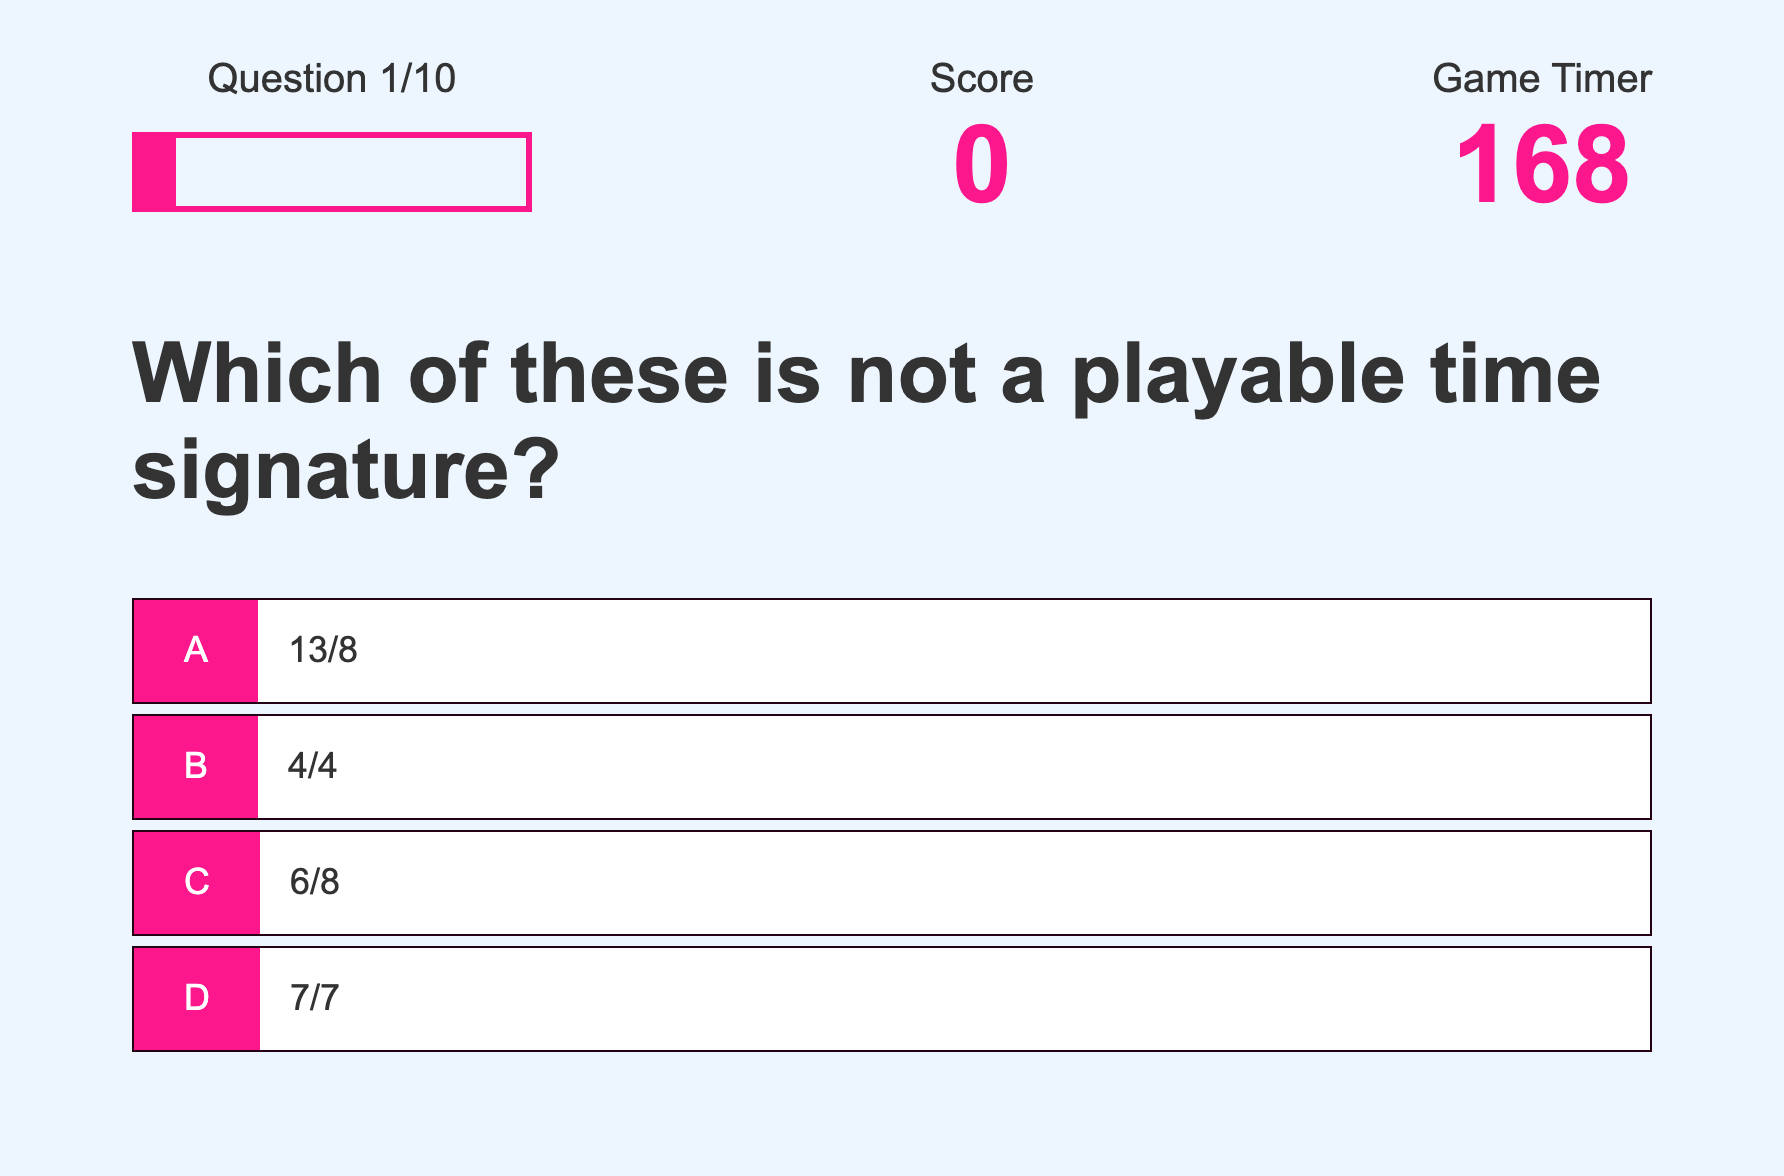 Question 1/10
Score
0
Game Timer
168
Which of these is not a playable time
signature?
A 13/8
B 4/4
C 6/8
D 7/7